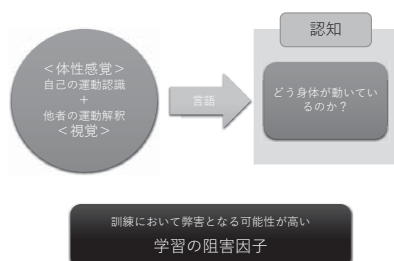 <体性感覚>
自己の運動認識
+
他者の運動解釈
<視覚>
言語
認知
どう身体が動いてい
るのか？
訓練において弊害となる可能性が高い
学習の阻害因子